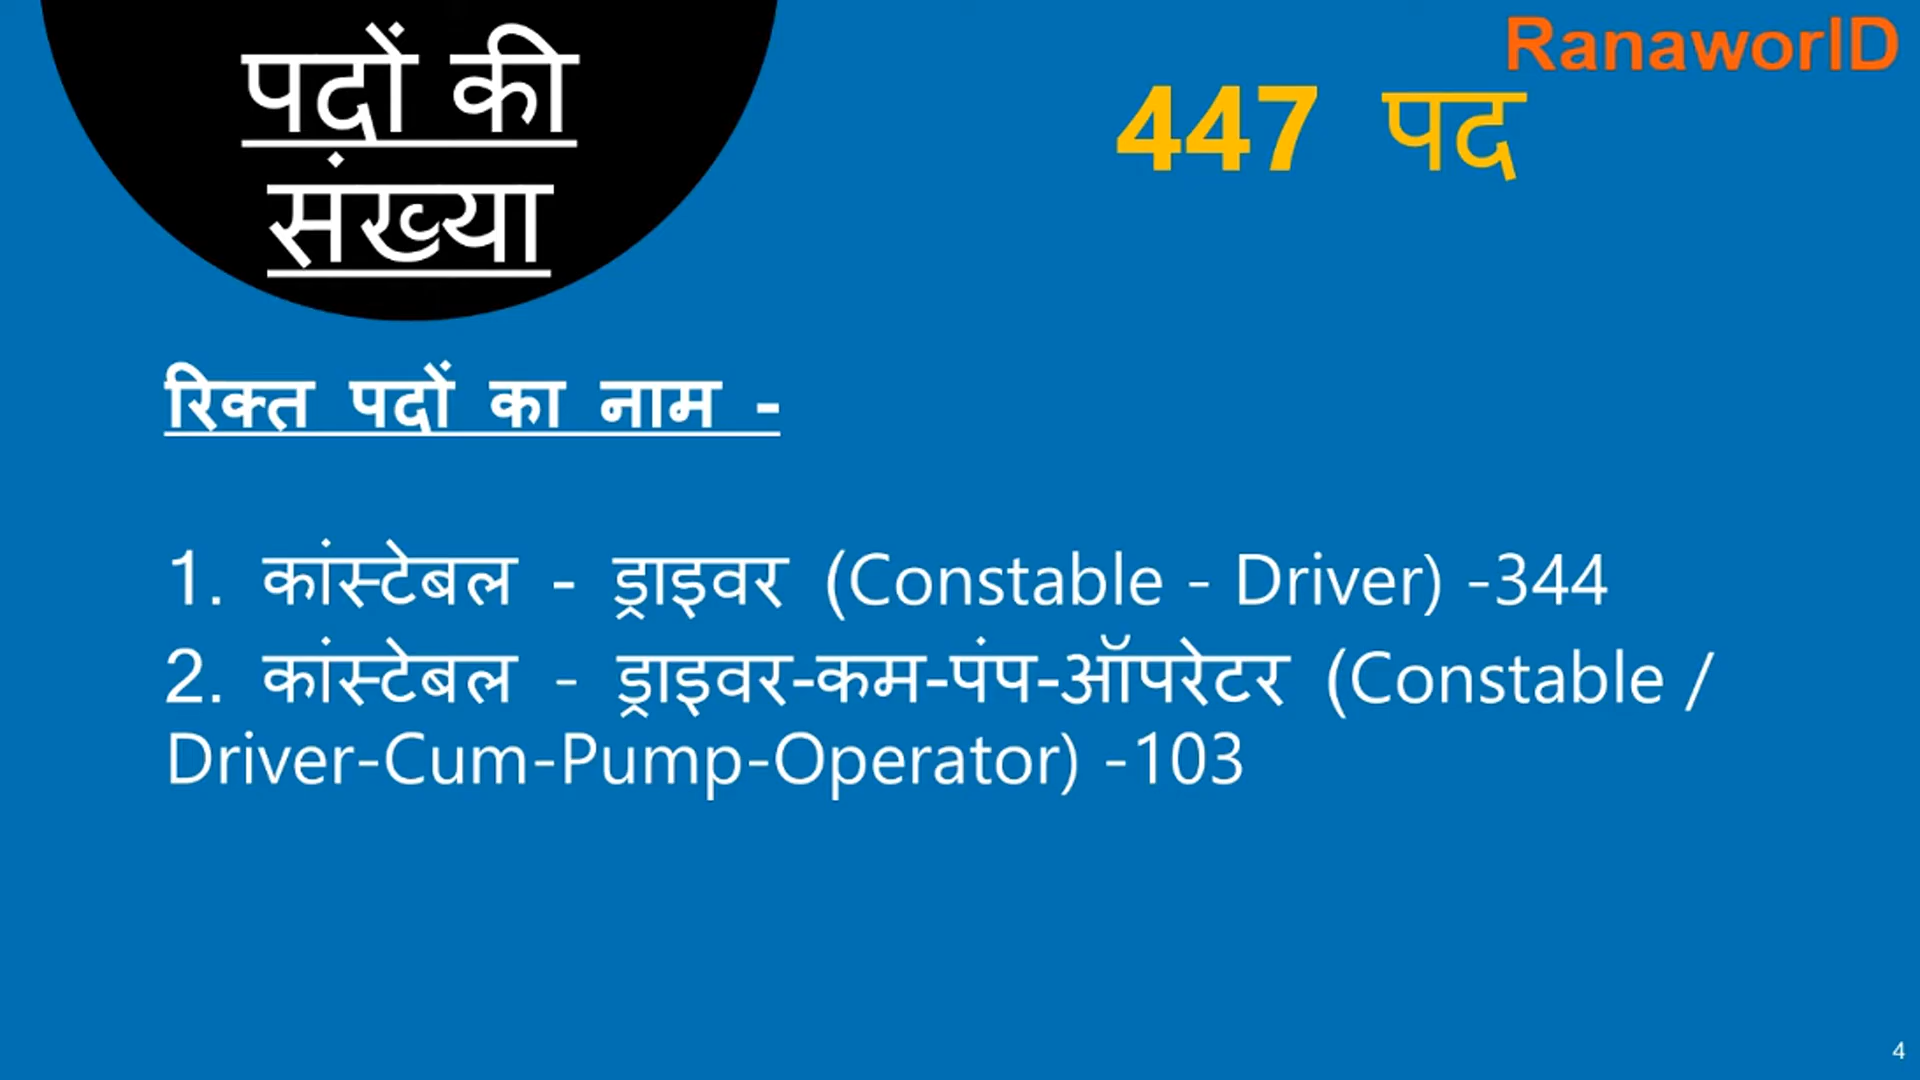 पदों की
संख्या
RanaworlD
447 पद
रिक्त पदों का नाम -
1. कांस्टेबल - ड्राइवर (Constable - Driver) -344
2. कांस्टेबल - ड्राइवर-कम-पंप-ऑपरेटर (Constable /
Driver-Cum-Pump-Operator) -103
4